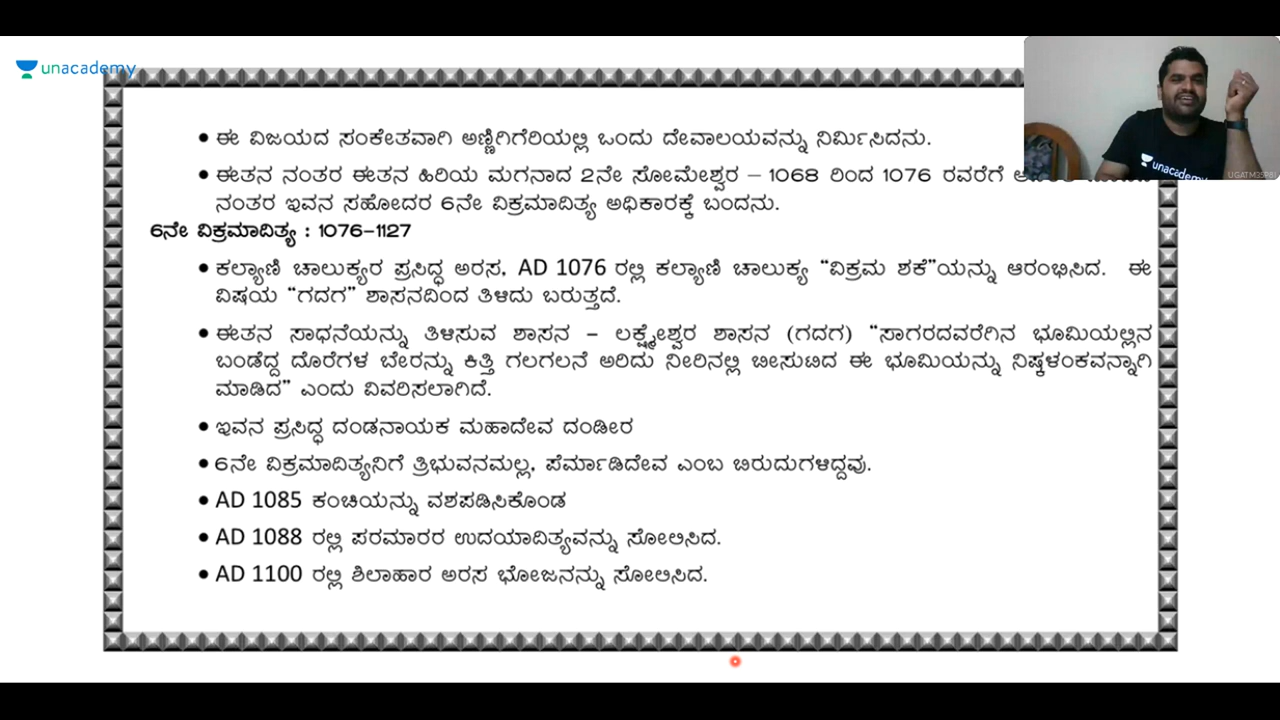 unacademy
• ಈ ವಿಜಯದ ಸಂಕೇತವಾಗಿ ಅಣ್ಣಿಗಿಗೆರಿಯಲ್ಲಿ ಒಂದು ದೇವಾಲಯವನ್ನು ನಿರ್ಮಿಸಿದನು.
• ಈತನ ನಂತರ ಈತನ ಹಿರಿಯ ಮಗನಾದ 2ನೇ ಸೋಮೇಶ್ವರ – 1068 ರಿಂದ 1076 ರವರೆಗೆ
ನಂತರ ಇವನ ಸಹೋದರ 6ನೇ ವಿಕ್ರಮಾದಿತ್ಯ ಅಧಿಕಾರಕ್ಕೆ ಬಂದನು.
6ನೇ ವಿಕ್ರಮಾದಿತ್ಯ : 1076-1127
• ಕಲ್ಯಾಣಿ ಚಾಲುಕ್ಯರ ಪ್ರಸಿದ್ಧ ಅರಸ, AD 1076 ರಲ್ಲಿ ಕಲ್ಯಾಣಿ ಚಾಲುಕ್ಯ “ವಿಕ್ರಮ ಶಕೆ”ಯನ್ನು ಆರಂಭಿಸಿದ. ಈ
ವಿಷಯ “ಗದಗ” ಶಾಸನದಿಂದ ತಿಳಿದು ಬರುತ್ತದೆ.
• ಈತನ ಸಾಧನೆಯನ್ನು ತಿಳಿಸುವ ಶಾಸನ – ಲಕ್ಷ್ಮೇಶ್ವರ ಶಾಸನ (ಗದಗ) “ಸಾಗರದವರೆಗಿನ ಭೂಮಿಯಲ್ಲಿನ
ಬಂಡೆದ್ದ ದೊರೆಗಳ ಬೇರನ್ನು ಕಿತ್ತಿ ಗಲಗಲನೆ ಅರಿದು ನೀರಿನಲ್ಲಿ ಬೀಸುಟಿದ ಈ ಭೂಮಿಯನ್ನು ನಿಷ್ಕಳಂಕವನ್ನಾಗಿ
ಮಾಡಿದ” ಎಂದು ವಿವರಿಸಲಾಗಿದೆ.
• ಇವನ ಪ್ರಸಿದ್ಧ ದಂಡನಾಯಕ ಮಹಾದೇವ ದಂಡೀರ
• 6ನೇ ವಿಕ್ರಮಾದಿತ್ಯನಿಗೆ ತ್ರಿಭುವನಮಲ್ಲ, ಪೆರ್ಮಾಡಿದೇವ ಎಂಬ ಬಿರುದುಗಳಿದ್ದವು.
• AD 1085 ಕಂಚಿಯನ್ನು ವಶಪಡಿಸಿಕೊಂಡ
• AD 1088 ರಲ್ಲಿ ಪರಮಾರರ ಉದಯಾದಿತ್ಯವನ್ನು ಸೋಲಿಸಿದ.
• AD 1100 ರಲ್ಲಿ ಶಿಲಾಹಾರ ಅರಸ ಭೋಜನನ್ನು ಸೋಲಿಸಿದ.
unacademy